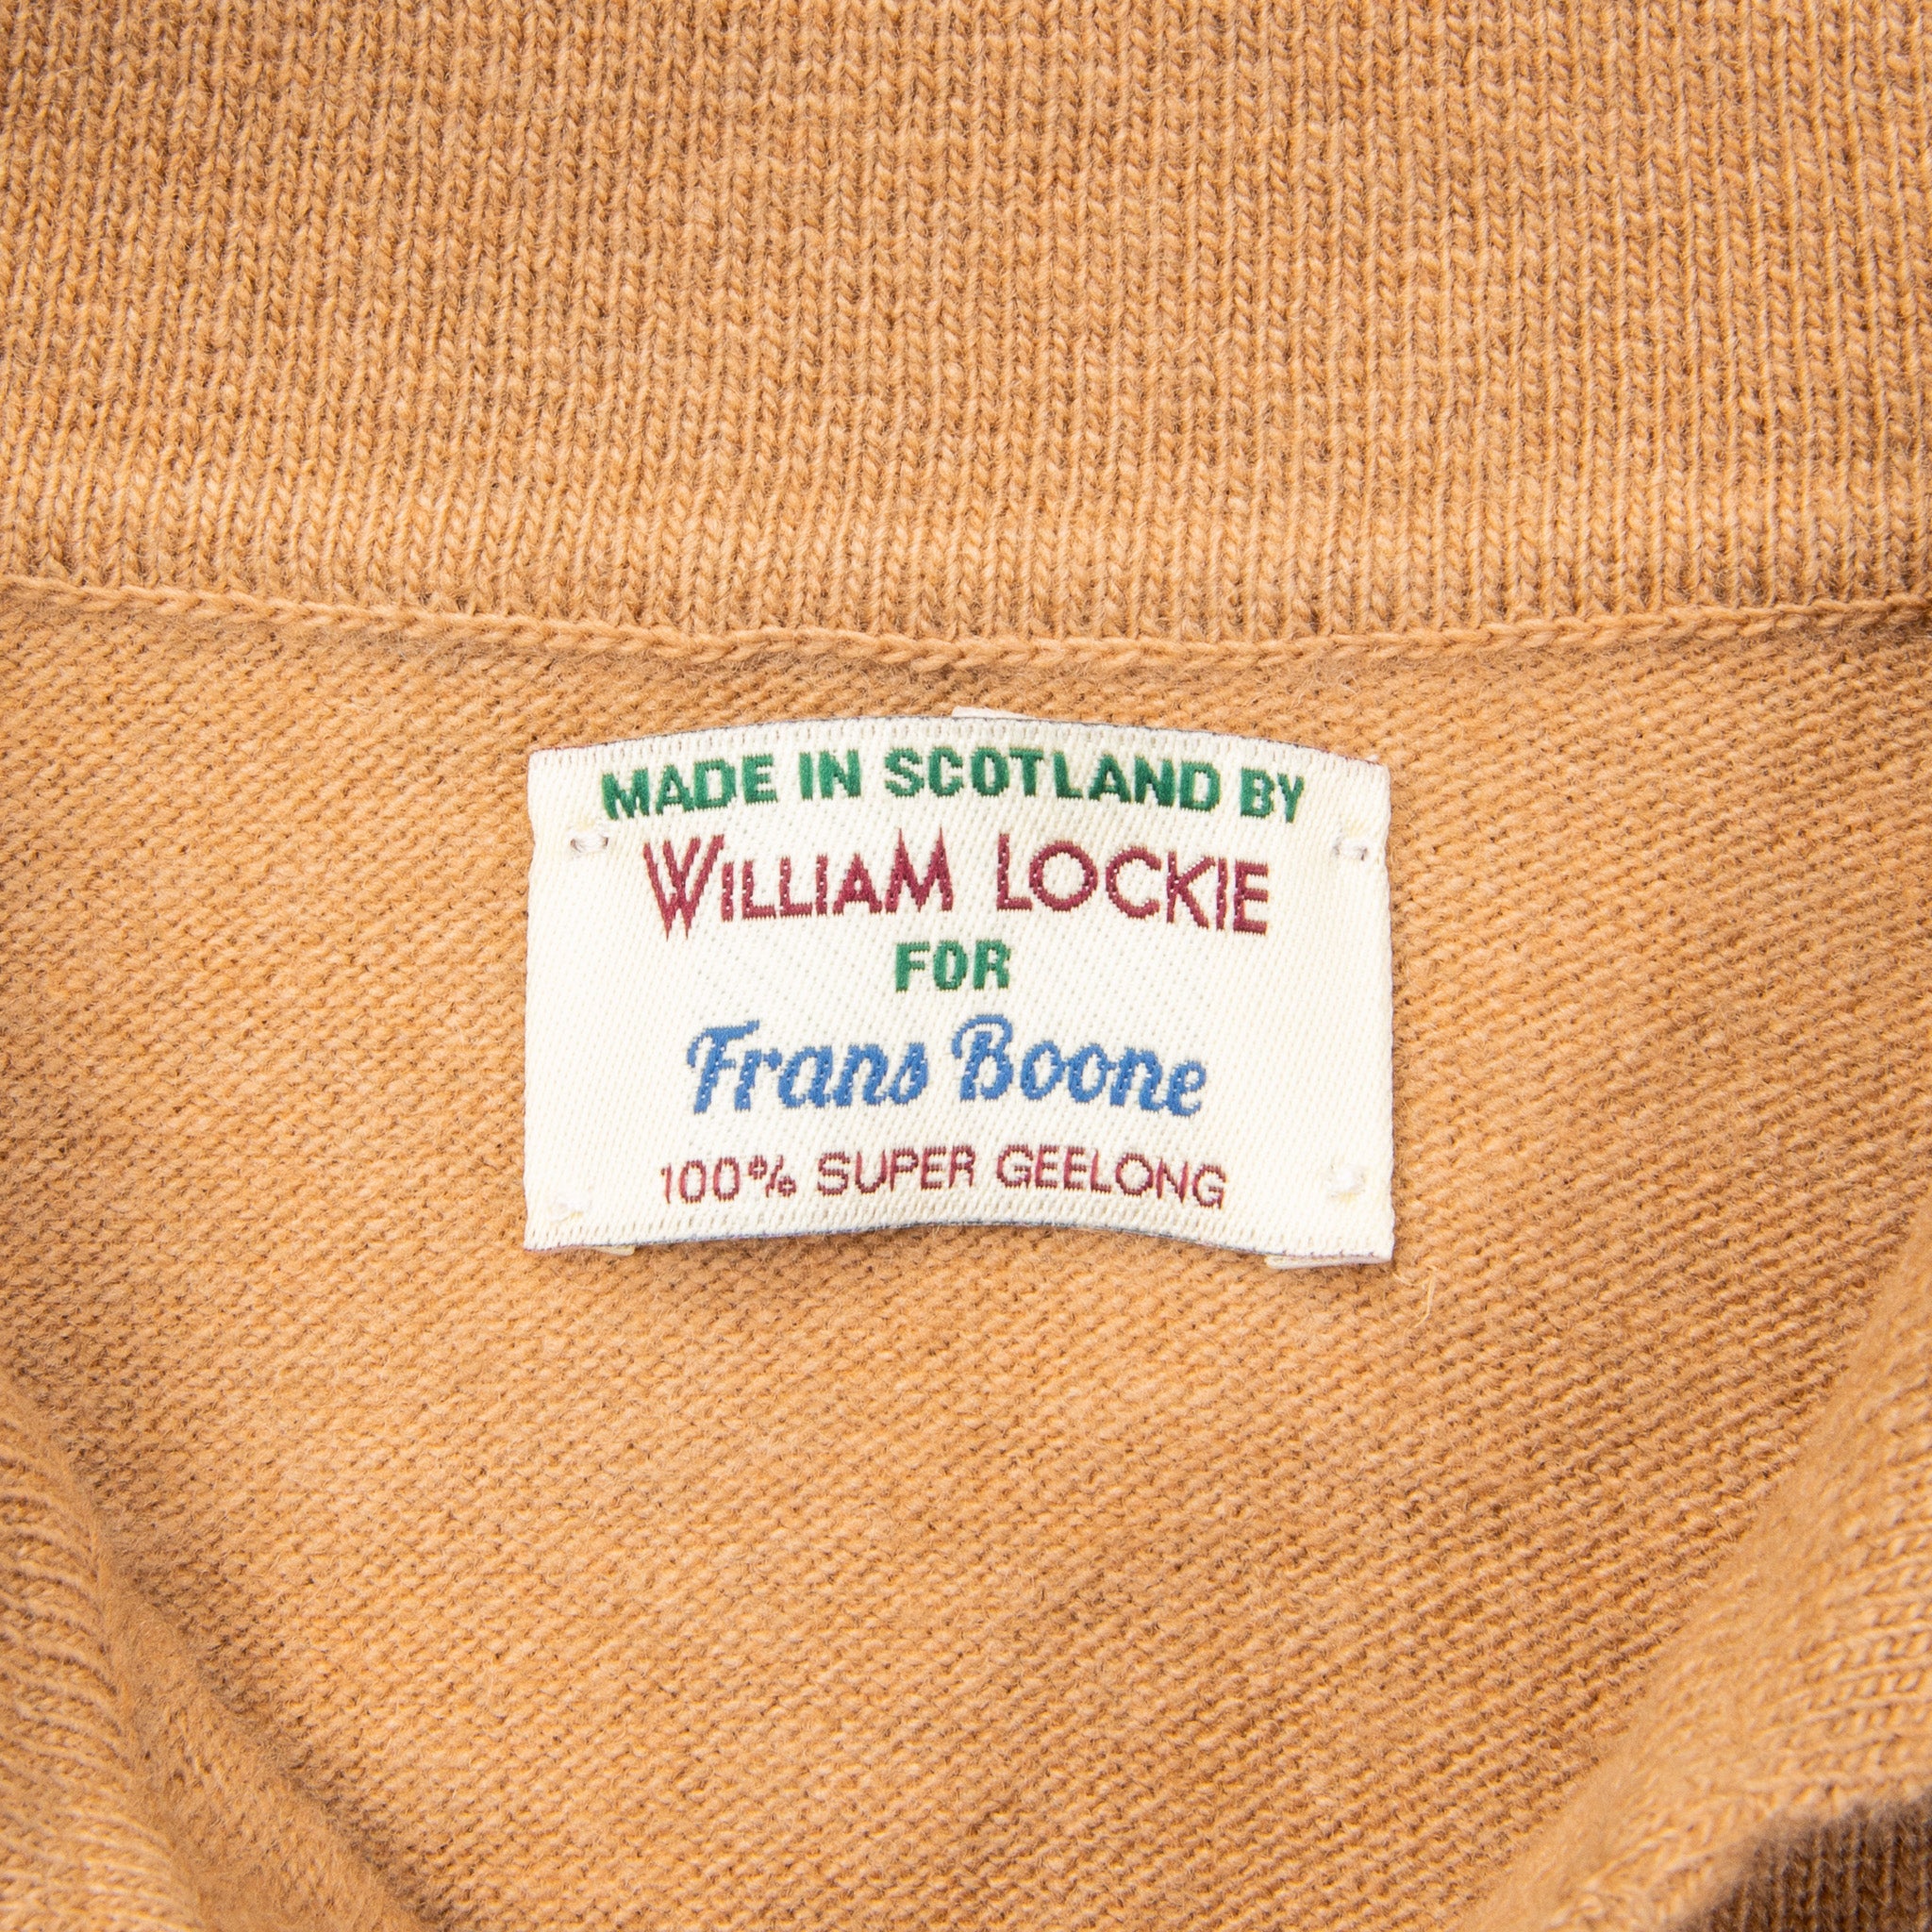 MADE IN SCOTLAND BY
WILLIAM LOCKIE
FOR
Frans Boone
100% SUPER GEELONG